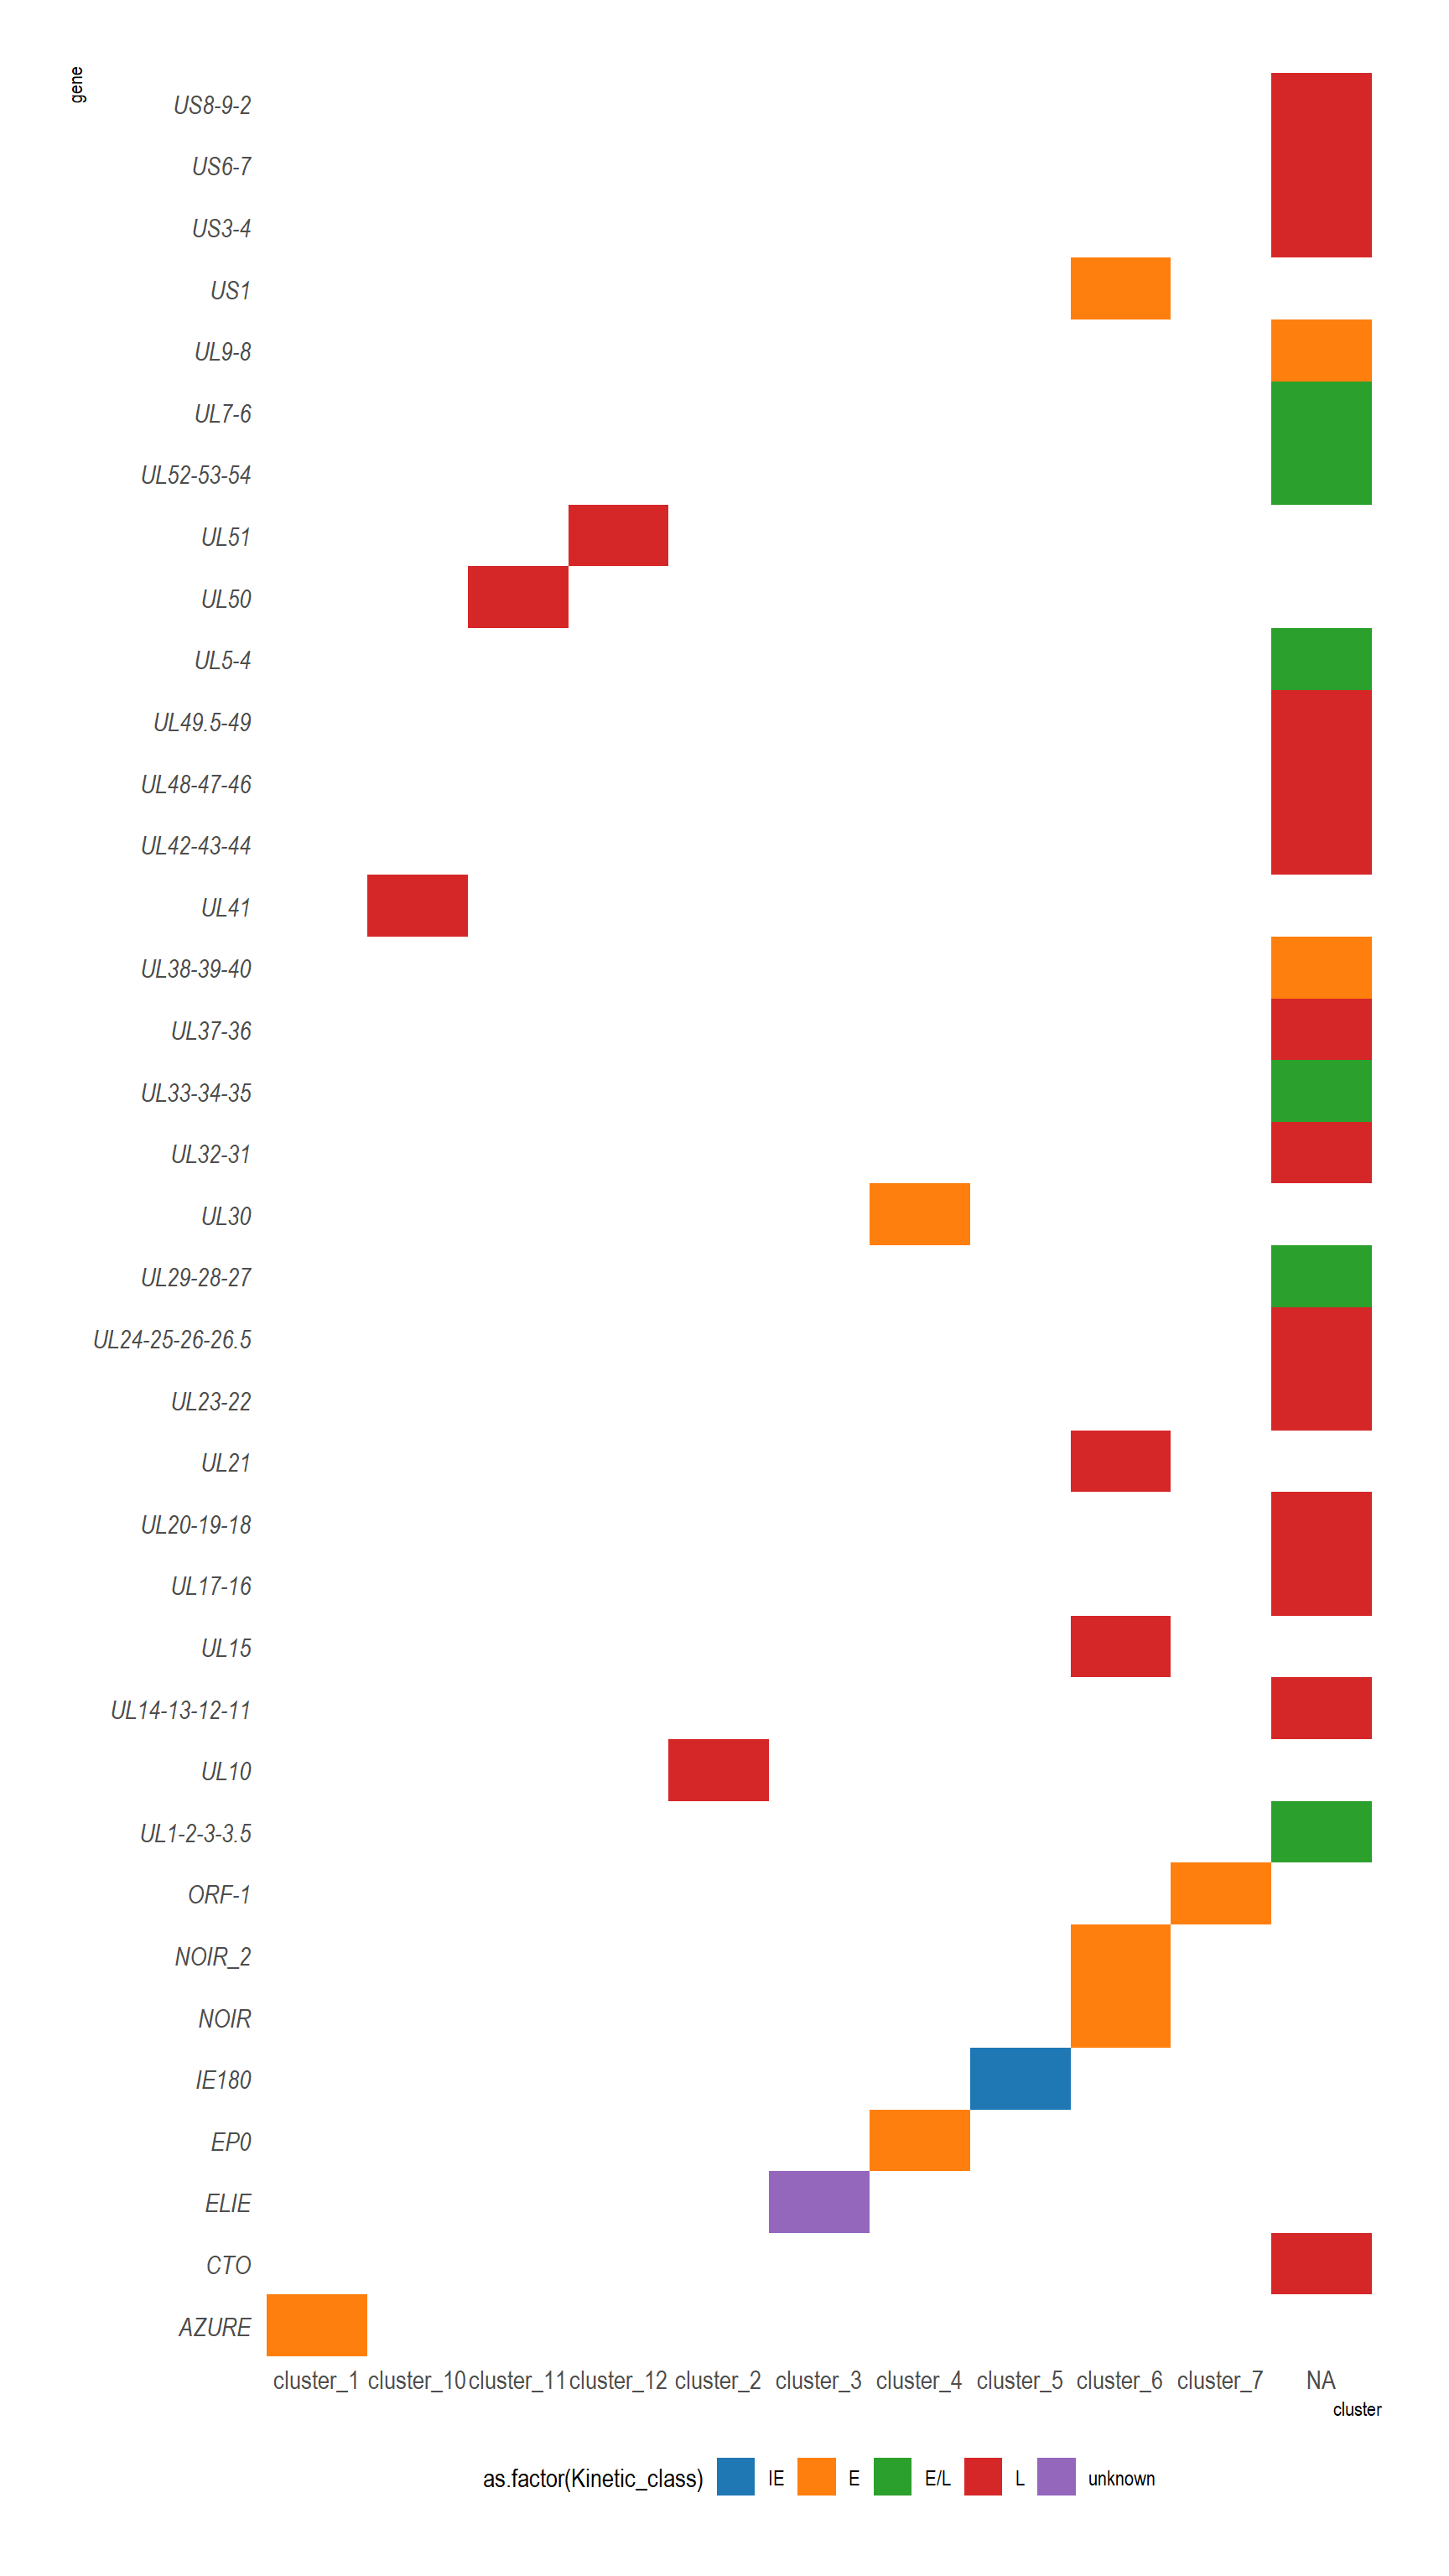 gene
US8-9-2
US6-7
US3-4
US1
UL9-8
UL7-6
UL52-53-54
UL51
UL50
UL5-4
UL49.5-49
UL48-47-46
UL42-43-44
UL41
UL38-39-40
UL37-36
UL33-34-35
UL32-31
UL30
UL29-28-27
UL24-25-26-26.5
UL23-22
UL21
UL20-19-18
UL17-16
UL15
UL14-13-12-11
UL10
UL1-2-3-3.5
ORF-1
NOIR_2
NOIR
IE180
EP0
ELIE
CTO
AZURE
cluster_1 cluster_10 cluster_11 cluster_12 cluster_2 cluster_3 cluster_4 cluster_5 cluster_6 cluster_7 NA
cluster
as.factor(Kinetic_class) IE E E/L L unknown